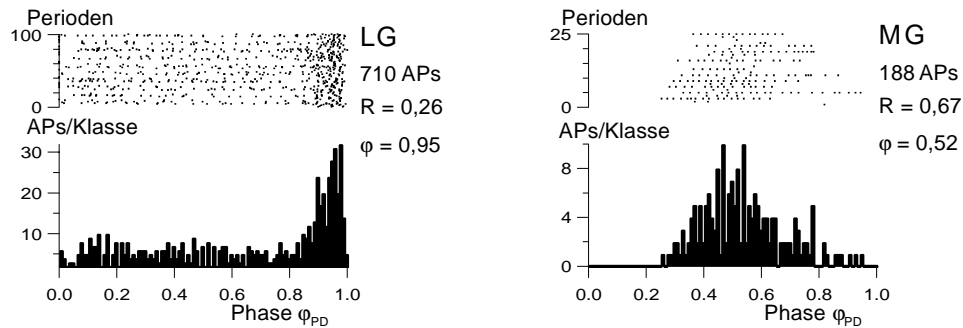 Perioden
100
50
0
LG
710 APs
R = 0,26
φ = 0,95
APs/Klasse
30
20
10
0.0 0.2 0.4 0.6 0.8 1.0
Phase φPD
Perioden
25
0
MG
188 APs
R = 0,67
φ = 0,52
APs/Klasse
8
4
0
0.0 0.2 0.4 0.6 0.8 1.0
Phase φPD